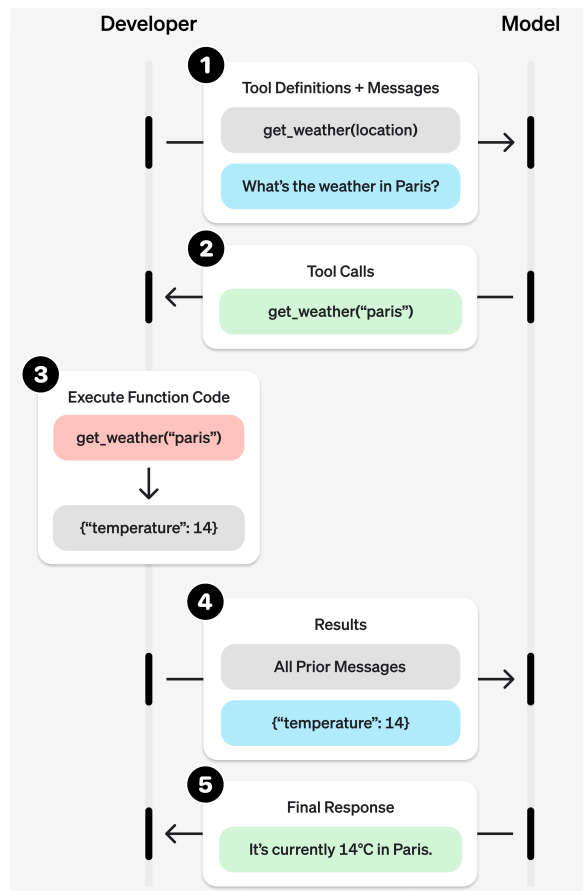 Developer
Model
1
Tool Definitions + Messages
get_weather(location)
What’s the weather in Paris?
2
Tool Calls
get_weather(“paris”)
3
Execute Function Code
get_weather(“paris”)
{“temperature”: 14}
4
Results
All Prior Messages
{“temperature”: 14}
5
Final Response
It’s currently 14°C in Paris.